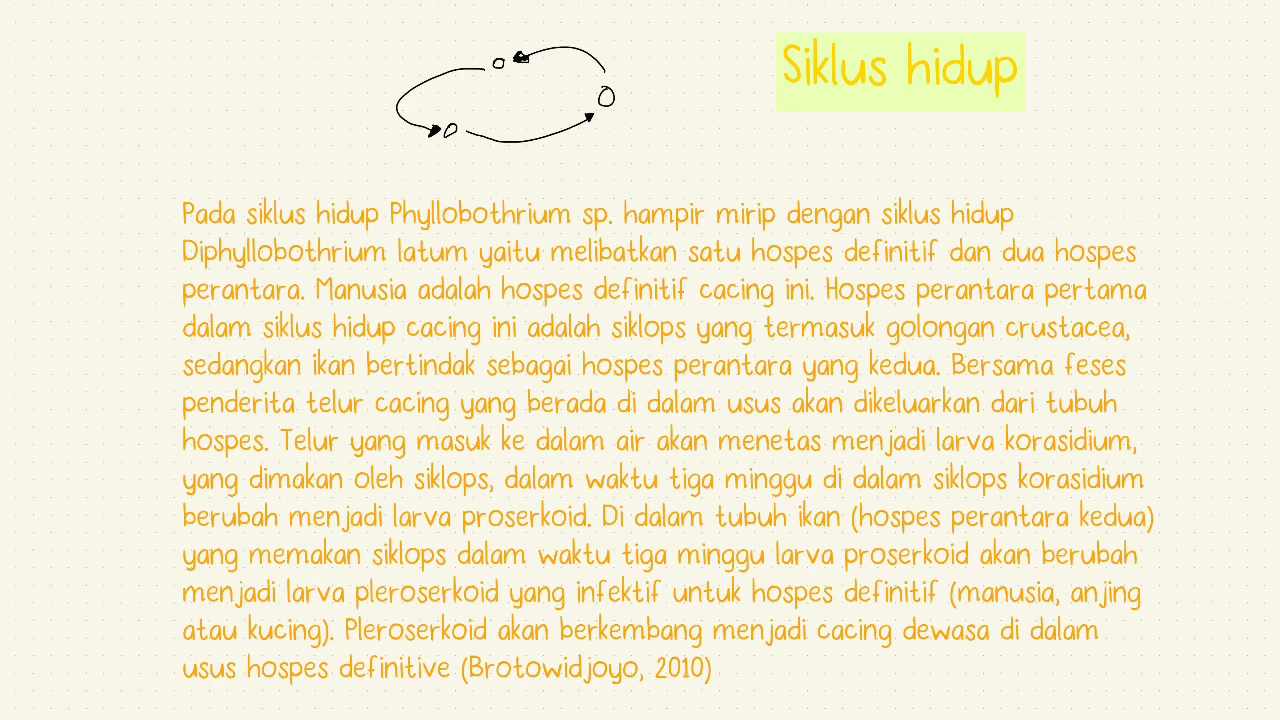 Siklus hidup
Pada siklus hidup Phyllobothrium sp. hampir mirip dengan siklus hidup
Diphyllobothrium latum yaitu melibatkan satu hospes definitif dan dua hospes
perantara. Manusia adalah hospes definitif cacing ini. Hospes perantara pertama
dalam siklus hidup cacing ini adalah siklops yang termasuk golongan crustacea,
sedangkan ikan bertindak sebagai hospes perantara yang kedua. Bersama feses
penderita telur cacing yang berada di dalam usus akan dikeluarkan dari tubuh
hospes. Telur yang masuk ke dalam air akan menetas menjadi larva korasidium,
yang dimakan oleh siklops, dalam waktu tiga minggu di dalam siklops korasidium
berubah menjadi larva proserkoid. Di dalam tubuh ikan (hospes perantara kedua)
yang memakan siklops dalam waktu tiga minggu larva proserkoid akan berubah
menjadi larva pleroserkoid yang infektif untuk hospes definitif (manusia, anjing
atau kucing). Pleroserkoid akan berkembang menjadi cacing dewasa di dalam
usus hospes definitive (Brotowidjoyo, 2010)